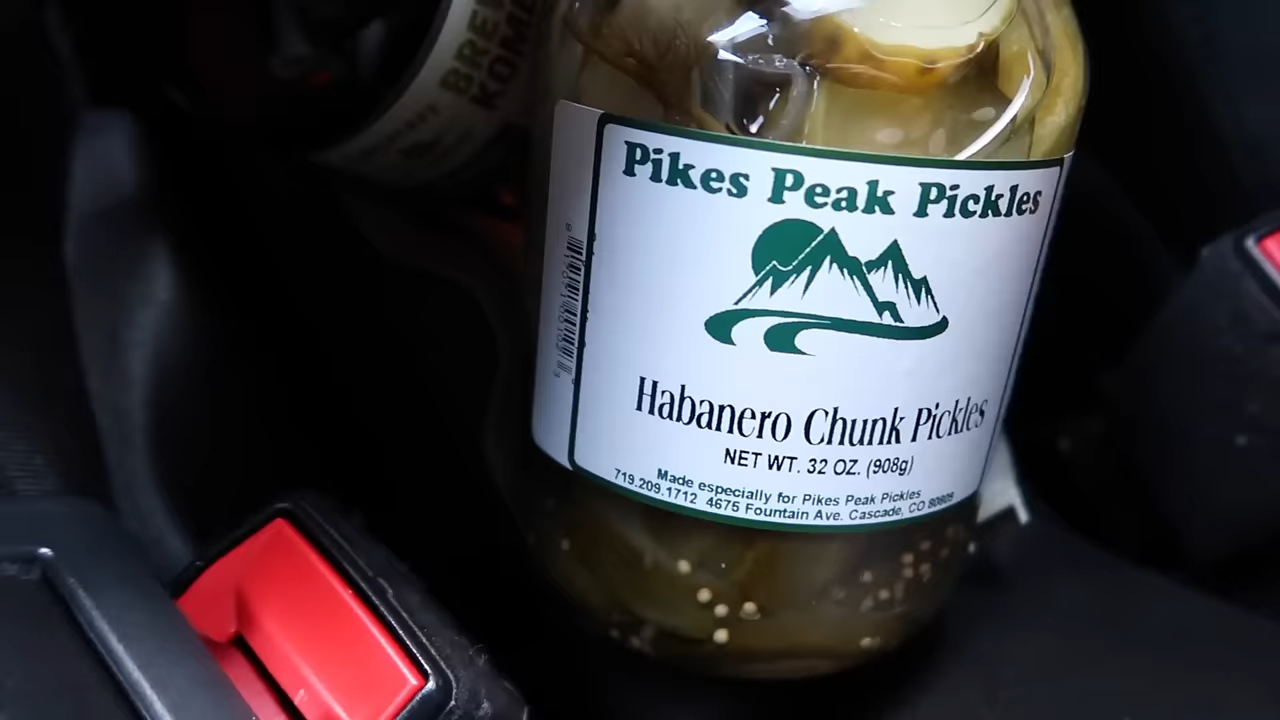 Pikes Peak Pickles
Habanero Chunk Pickles
NET WT. 32 OZ. (908g)
Made especially for Pikes Peak Pickles
719.209.1712 4675 Fountain Ave. Cascade, CO 80809